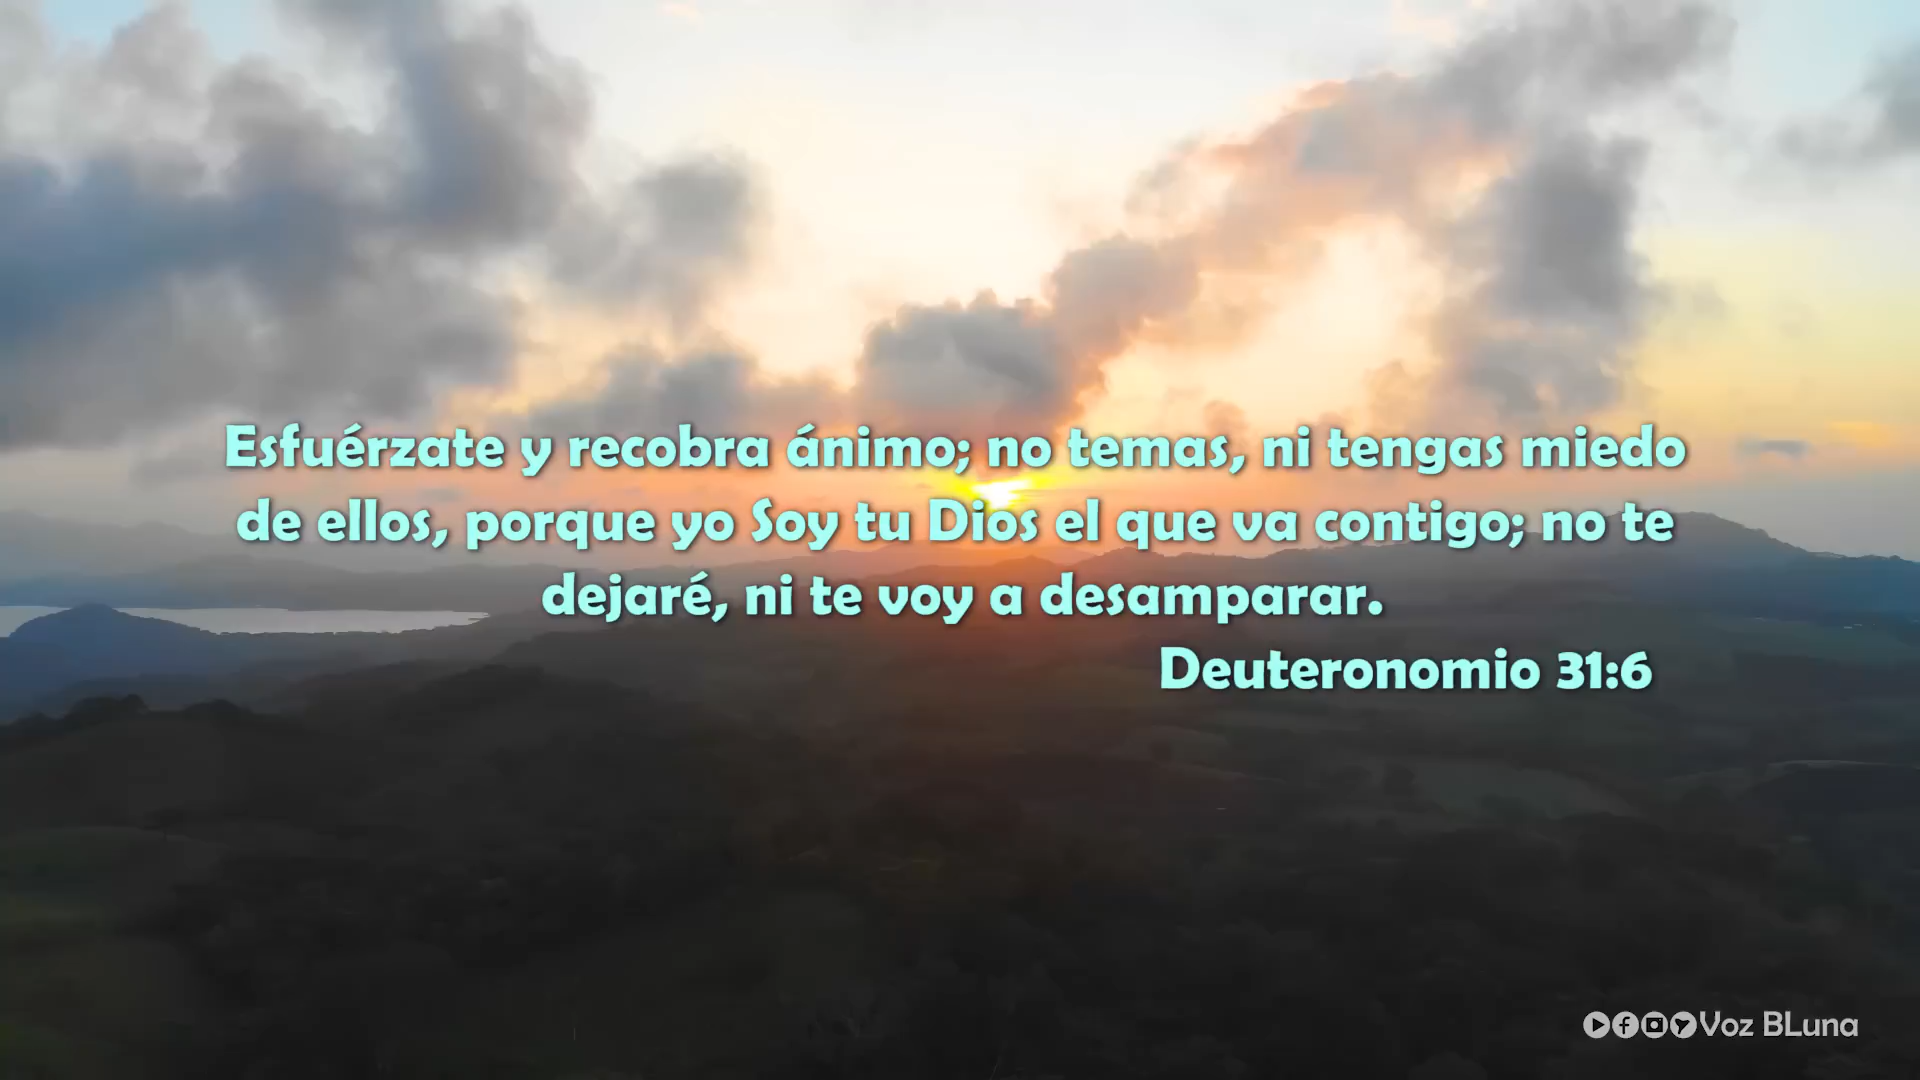 Esfuérzate y recobra ánimo; no temas, ni tengas miedo
de ellos, porque yo Soy tu Dios el que va contigo; no te
dejaré, ni te voy a desamparar.
Deuteronomio 31:6
Voz BLuna